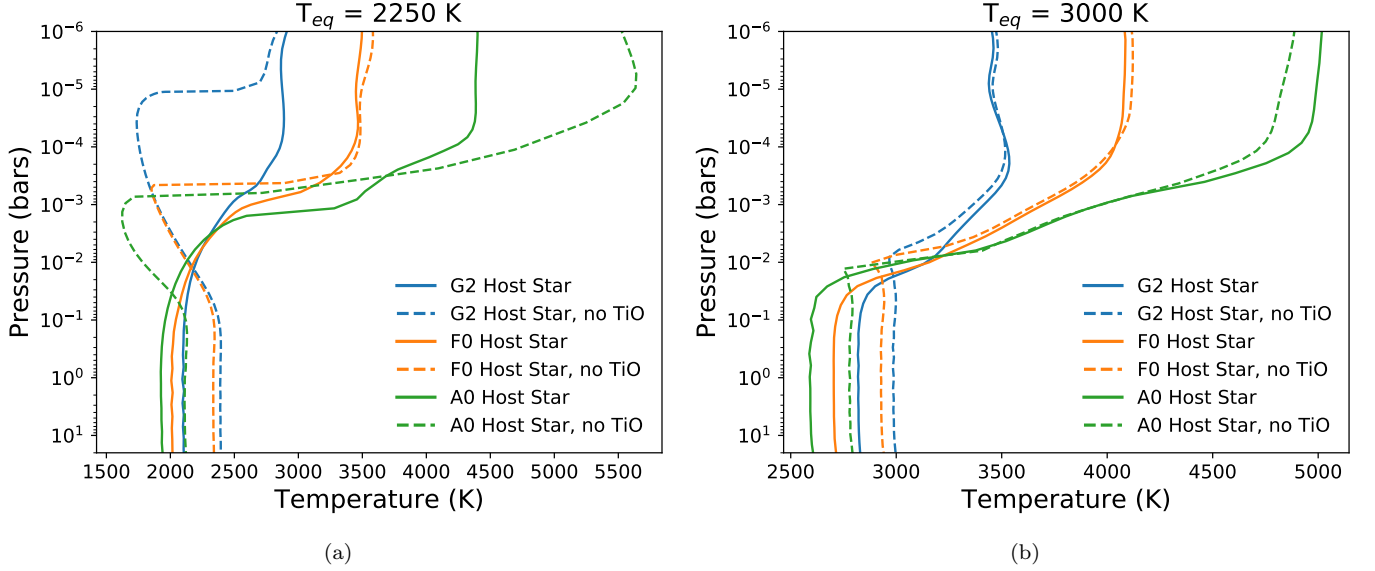 T_eq = 2250 K
10^-6
10^-5
10^-4
10^-3
10^-2
10^-1
10^0
10^1
Pressure (bars)
G2 Host Star
G2 Host Star, no TiO
F0 Host Star
F0 Host Star, no TiO
A0 Host Star
A0 Host Star, no TiO
1500 2000 2500 3000 3500 4000 4500 5000 5500
Temperature (K)
(a)
T_eq = 3000 K
10^-6
10^-5
10^-4
10^-3
10^-2
10^-1
10^0
10^1
Pressure (bars)
G2 Host Star
G2 Host Star, no TiO
F0 Host Star
F0 Host Star, no TiO
A0 Host Star
A0 Host Star, no TiO
2500 3000 3500 4000 4500 5000
Temperature (K)
(b)